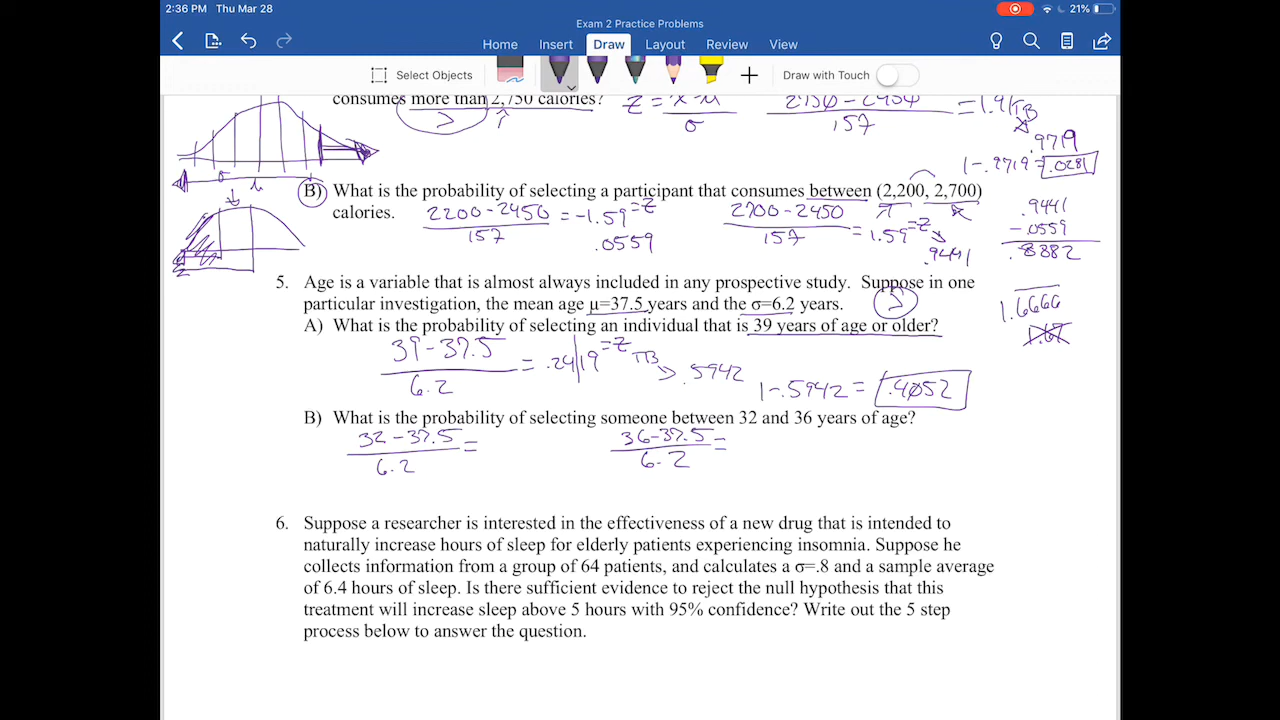 2:36 PM Thu Mar 28
21%
Exam 2 Practice Problems
Home Insert Draw Layout Review View
Select Objects
Draw with Touch
consumes more than 2,750 calories?
> ↑
z = x - μ / σ
2750 - 2450 / 157 = 1.91
TB
.9719
1 - .9719 = .0281
σ μ
B) What is the probability of selecting a participant that consumes between (2,200, 2,700)
calories.
2200 - 2450 / 157 = -1.59 = z
.0559
2700 - 2450 / 157 = 1.59 = z
.9441
.9441
- .0559
.8882
5. Age is a variable that is almost always included in any prospective study. Suppose in one
particular investigation, the mean age μ=37.5 years and the σ=6.2 years.
>
1.6666
1.67
A) What is the probability of selecting an individual that is 39 years of age or older?
39 - 37.5 / 6.2 = .2419 = z
TB > .5942
1 - .5942 = .4052
B) What is the probability of selecting someone between 32 and 36 years of age?
32 - 37.5 / 6.2 =
36 - 37.5 / 6.2 =
6. Suppose a researcher is interested in the effectiveness of a new drug that is intended to
naturally increase hours of sleep for elderly patients experiencing insomnia. Suppose he
collects information from a group of 64 patients, and calculates a σ=.8 and a sample average
of 6.4 hours of sleep. Is there sufficient evidence to reject the null hypothesis that this
treatment will increase sleep above 5 hours with 95% confidence? Write out the 5 step
process below to answer the question.